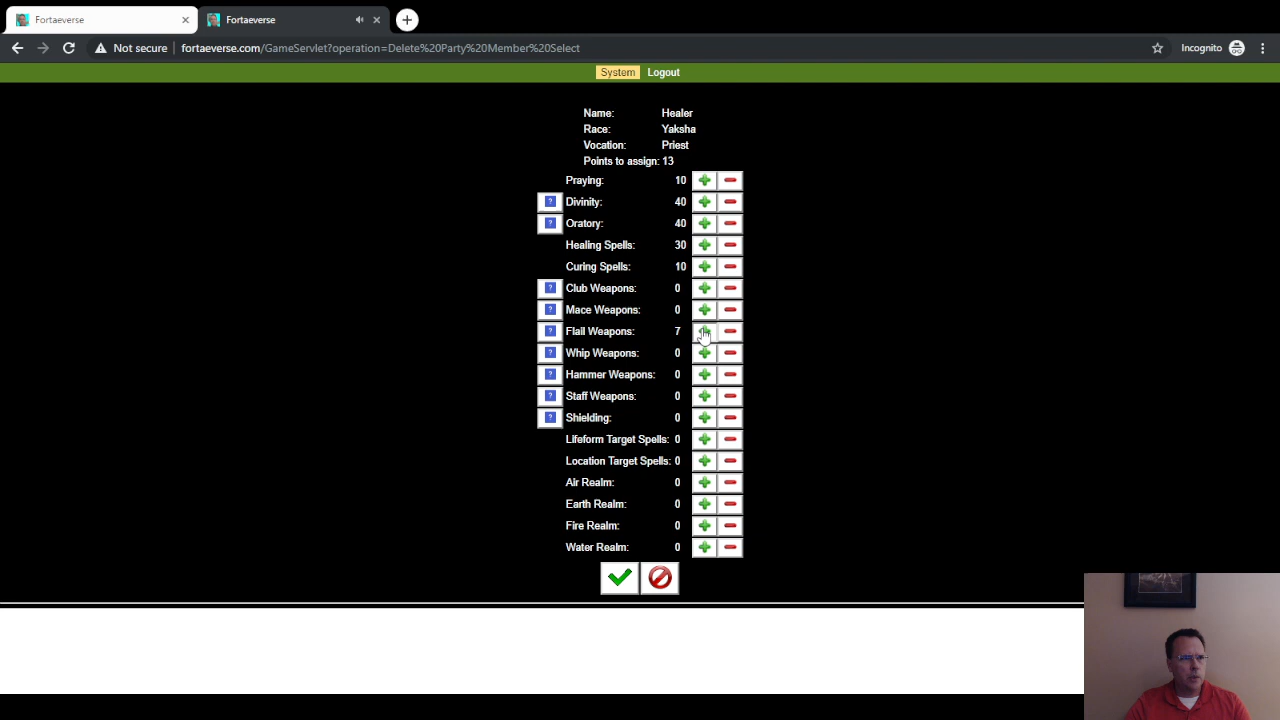 Fortaeverse
Fortaeverse
Not secure
fortaeverse.com/GameServlet?operation=Delete%20Party%20Member%20Select
Incognito
System
Logout
Name: Healer
Race: Yaksha
Vocation: Priest
Points to assign: 13
Praying: 10
? Divinity: 40
? Oratory: 40
Healing Spells: 30
Curing Spells: 10
? Club Weapons: 0
? Mace Weapons: 0
? Flail Weapons: 7
? Whip Weapons: 0
? Hammer Weapons: 0
? Staff Weapons: 0
? Shielding: 0
Lifeform Target Spells: 0
Location Target Spells: 0
Air Realm: 0
Earth Realm: 0
Fire Realm: 0
Water Realm: 0